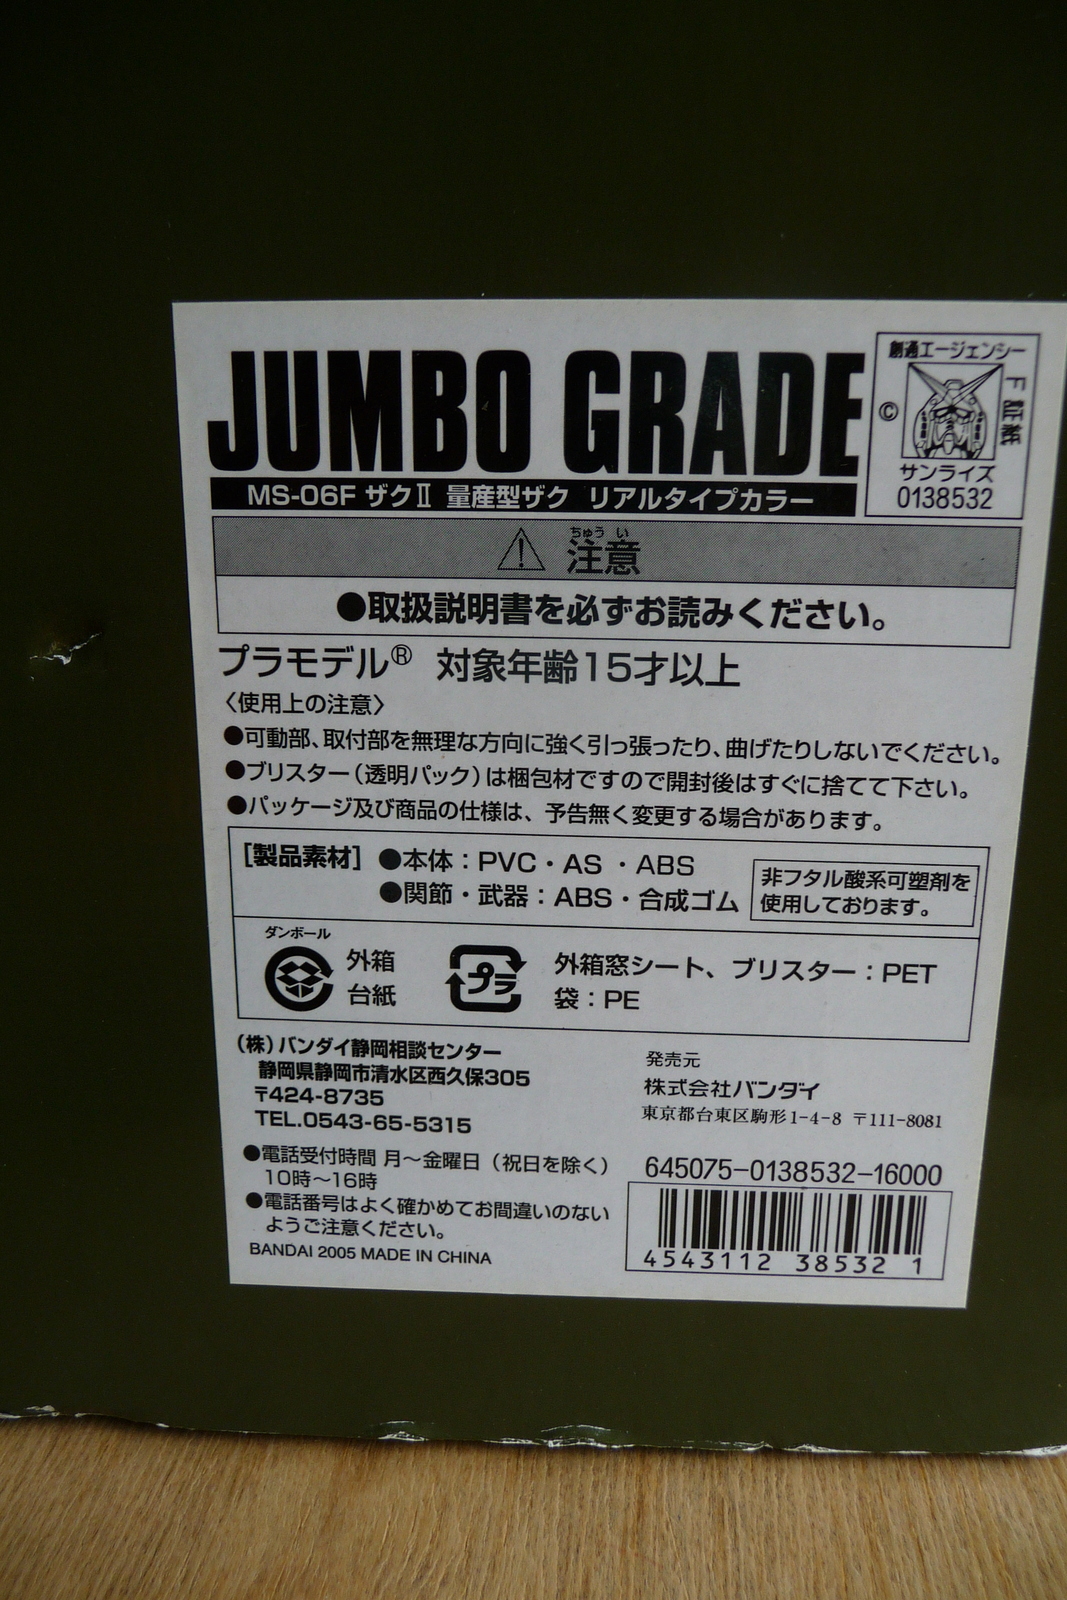 JUMBO GRADE
MS-06F ザクⅡ 量産型ザク リアルタイプカラー
創通エージェンシー
©
F証紙
サンライズ
0138532
ちゅうい
注意
●取扱説明書を必ずお読みください。
プラモデル® 対象年齢15才以上
〈使用上の注意〉
●可動部、取付部を無理な方向に強く引っ張ったり、曲げたりしないでください。
●ブリスター(透明パック)は梱包材ですので開封後はすぐに捨てて下さい。
●パッケージ及び商品の仕様は、予告無く変更する場合があります。
[製品素材] ●本体:PVC・AS ・ABS
●関節・武器:ABS・合成ゴム
非フタル酸系可塑剤を
使用しております。
ダンボール
外箱
台紙
プラ
外箱窓シート、ブリスター:PET
袋:PE
(株)バンダイ静岡相談センター
静岡県静岡市清水区西久保305
〒424-8735
TEL.0543-65-5315
●電話受付時間 月〜金曜日(祝日を除く)
10時〜16時
●電話番号はよく確かめてお間違いのない
ようご注意ください。
BANDAI 2005 MADE IN CHINA
発売元
株式会社バンダイ
東京都台東区駒形1-4-8 〒111-8081
645075-0138532-16000
4543112 38532 1